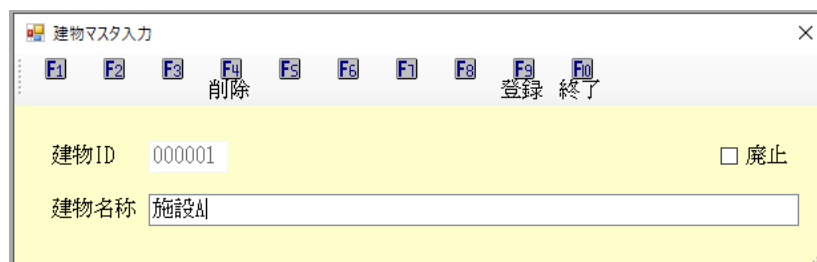 建物マスタ入力
F1 F2 F3 F4 F5 F6 F7 F8 F9 F10
削除 登録 終了
建物ID 000001 廃止
建物名称 施設A